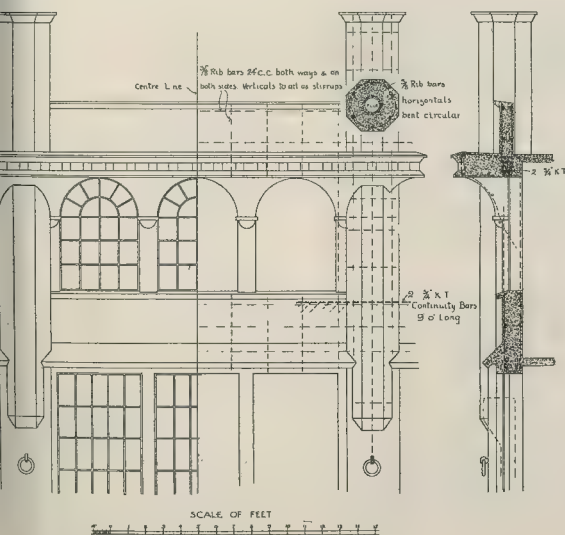 ⅜ Rib bars 24" C.C. both ways & on
both sides. Verticals to act as stirrups
Centre Line
⅜ Rib bars
horizontals
bent circular
2 ¾" K T
2 ¾" K T
Continuity Bars
9'0" Long
SCALE OF FEET